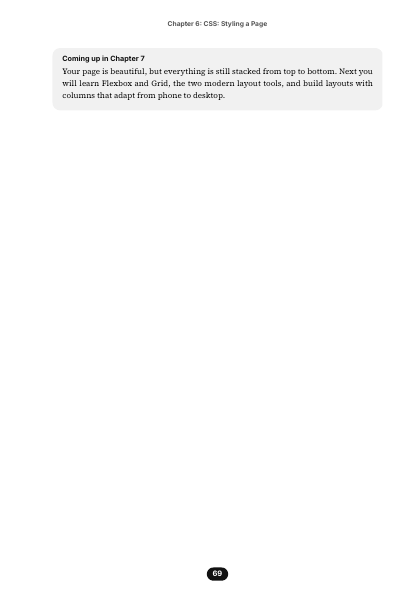 Chapter 6: CSS: Styling a Page
Coming up in Chapter 7
Your page is beautiful, but everything is still stacked from top to bottom. Next you
will learn Flexbox and Grid, the two modern layout tools, and build layouts with
columns that adapt from phone to desktop.
69